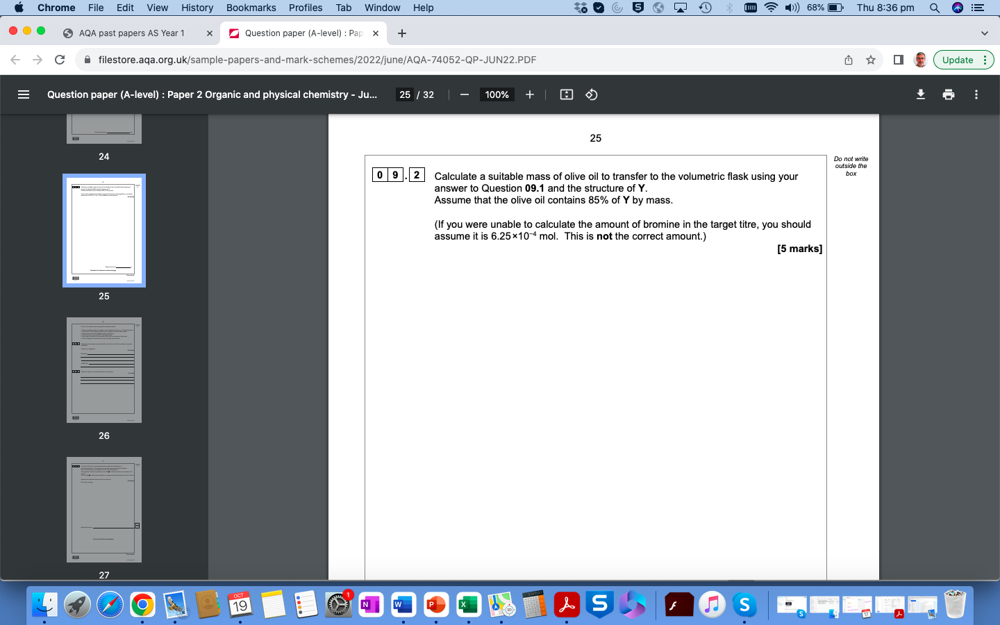 Chrome File Edit View History Bookmarks Profiles Tab Window Help 68% Thu 8:36 pm
AQA past papers AS Year 1
Question paper (A-level) : Pap
filestore.aqa.org.uk/sample-papers-and-mark-schemes/2022/june/AQA-74052-QP-JUN22.PDF
Update
Question paper (A-level) : Paper 2 Organic and physical chemistry - Ju...
25 / 32
100%
24
25
26
27
25
Do not write
outside the
box
0 9 . 2 Calculate a suitable mass of olive oil to transfer to the volumetric flask using your
answer to Question 09.1 and the structure of Y.
Assume that the olive oil contains 85% of Y by mass.
(If you were unable to calculate the amount of bromine in the target titre, you should
assume it is 6.25×10⁻⁴ mol. This is not the correct amount.)
[5 marks]
OCT
19
1